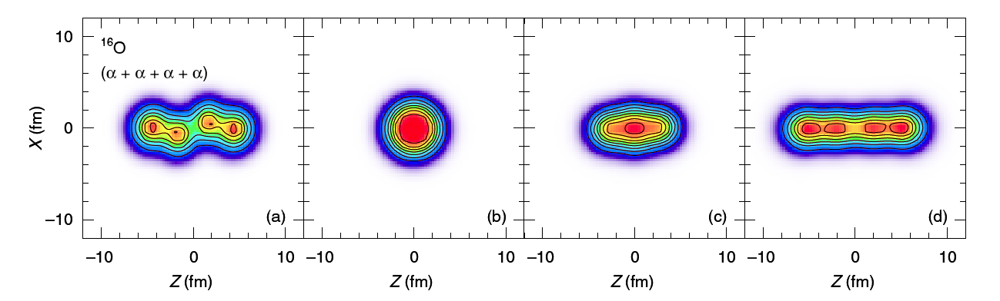 ¹⁶O
(α + α + α + α)
10
0
−10
X (fm)
(a)
(b)
(c)
(d)
−10 0 10
−10 0 10
−10 0 10
−10 0 10
Z (fm)
Z (fm)
Z (fm)
Z (fm)